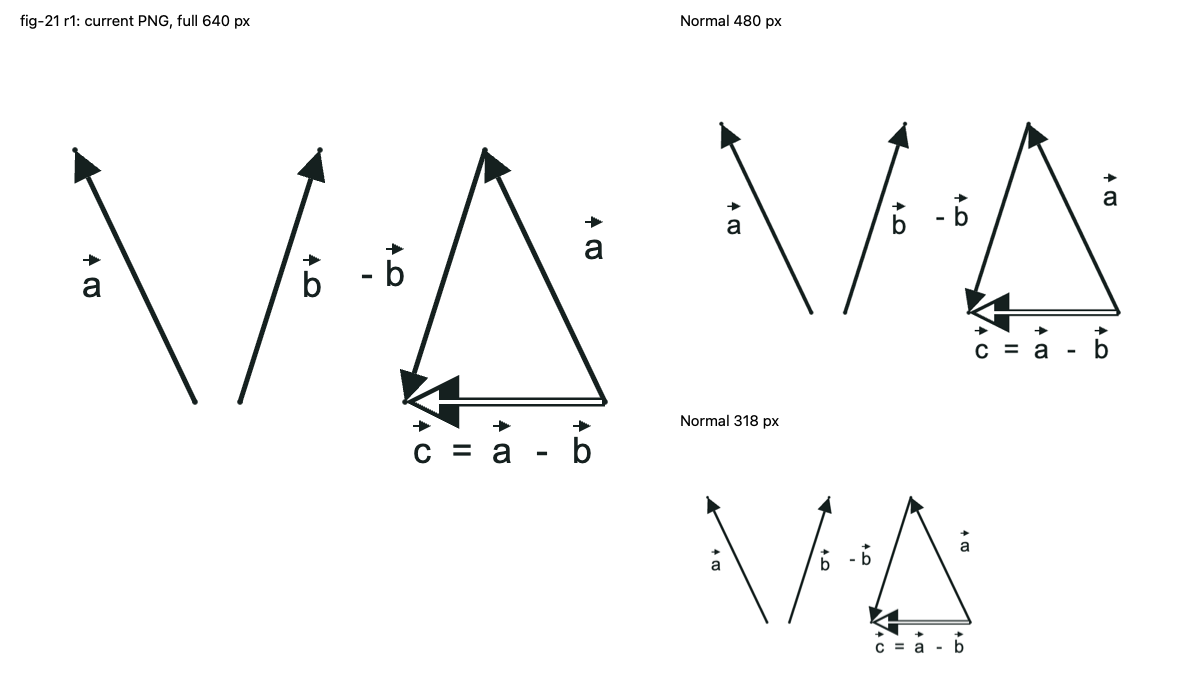 fig-21 r1: current PNG, full 640 px
a⃗
b⃗
- b⃗
a⃗
c⃗ = a⃗ - b⃗
Normal 480 px
a⃗
b⃗
- b⃗
a⃗
c⃗ = a⃗ - b⃗
Normal 318 px
a⃗
b⃗
- b⃗
a⃗
c⃗ = a⃗ - b⃗